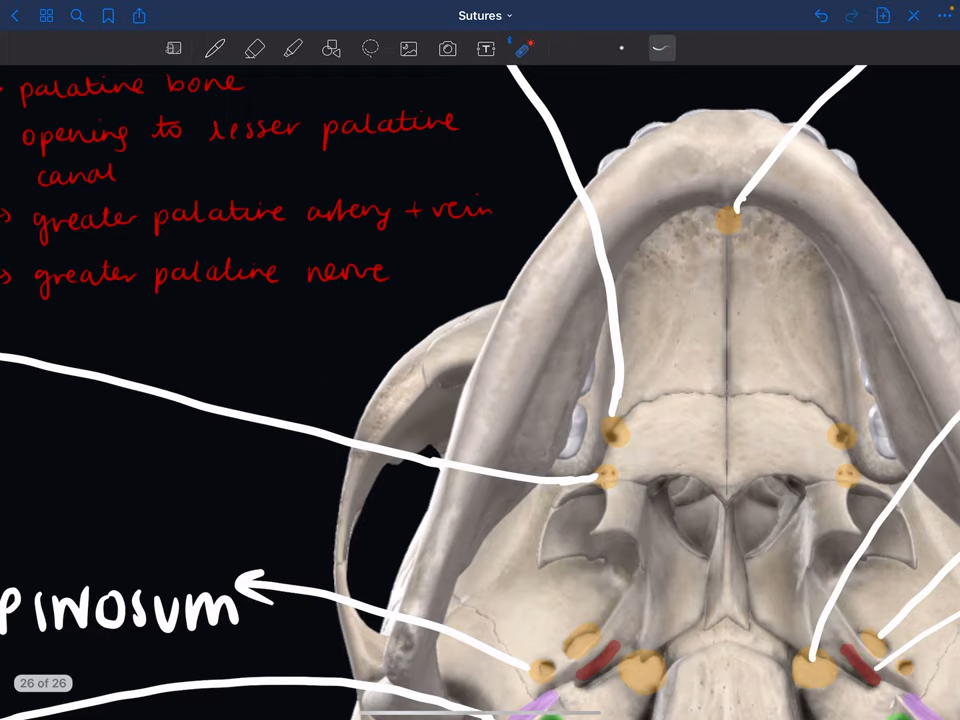 Sutures
palatine bone
opening to lesser palatine
canal
greater palatine artery + vein
greater palatine nerve
PINOSUM
26 of 26